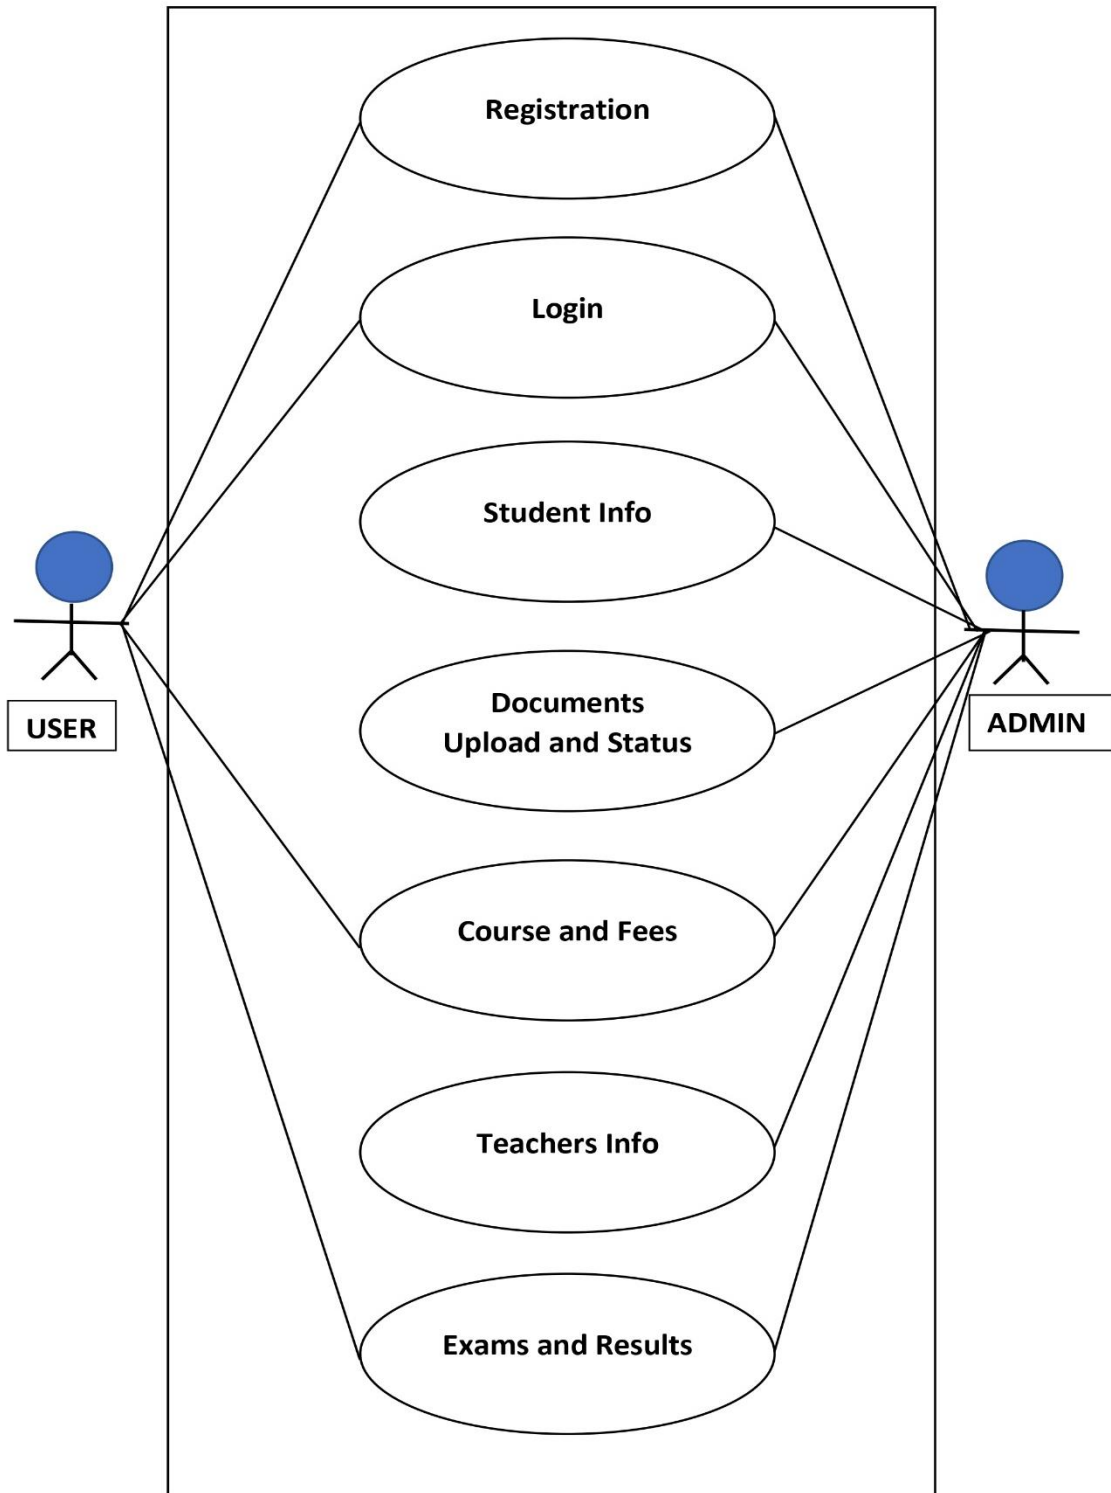 Registration
Login
Student Info
Documents
Upload and Status
USER
ADMIN
Course and Fees
Teachers Info
Exams and Results